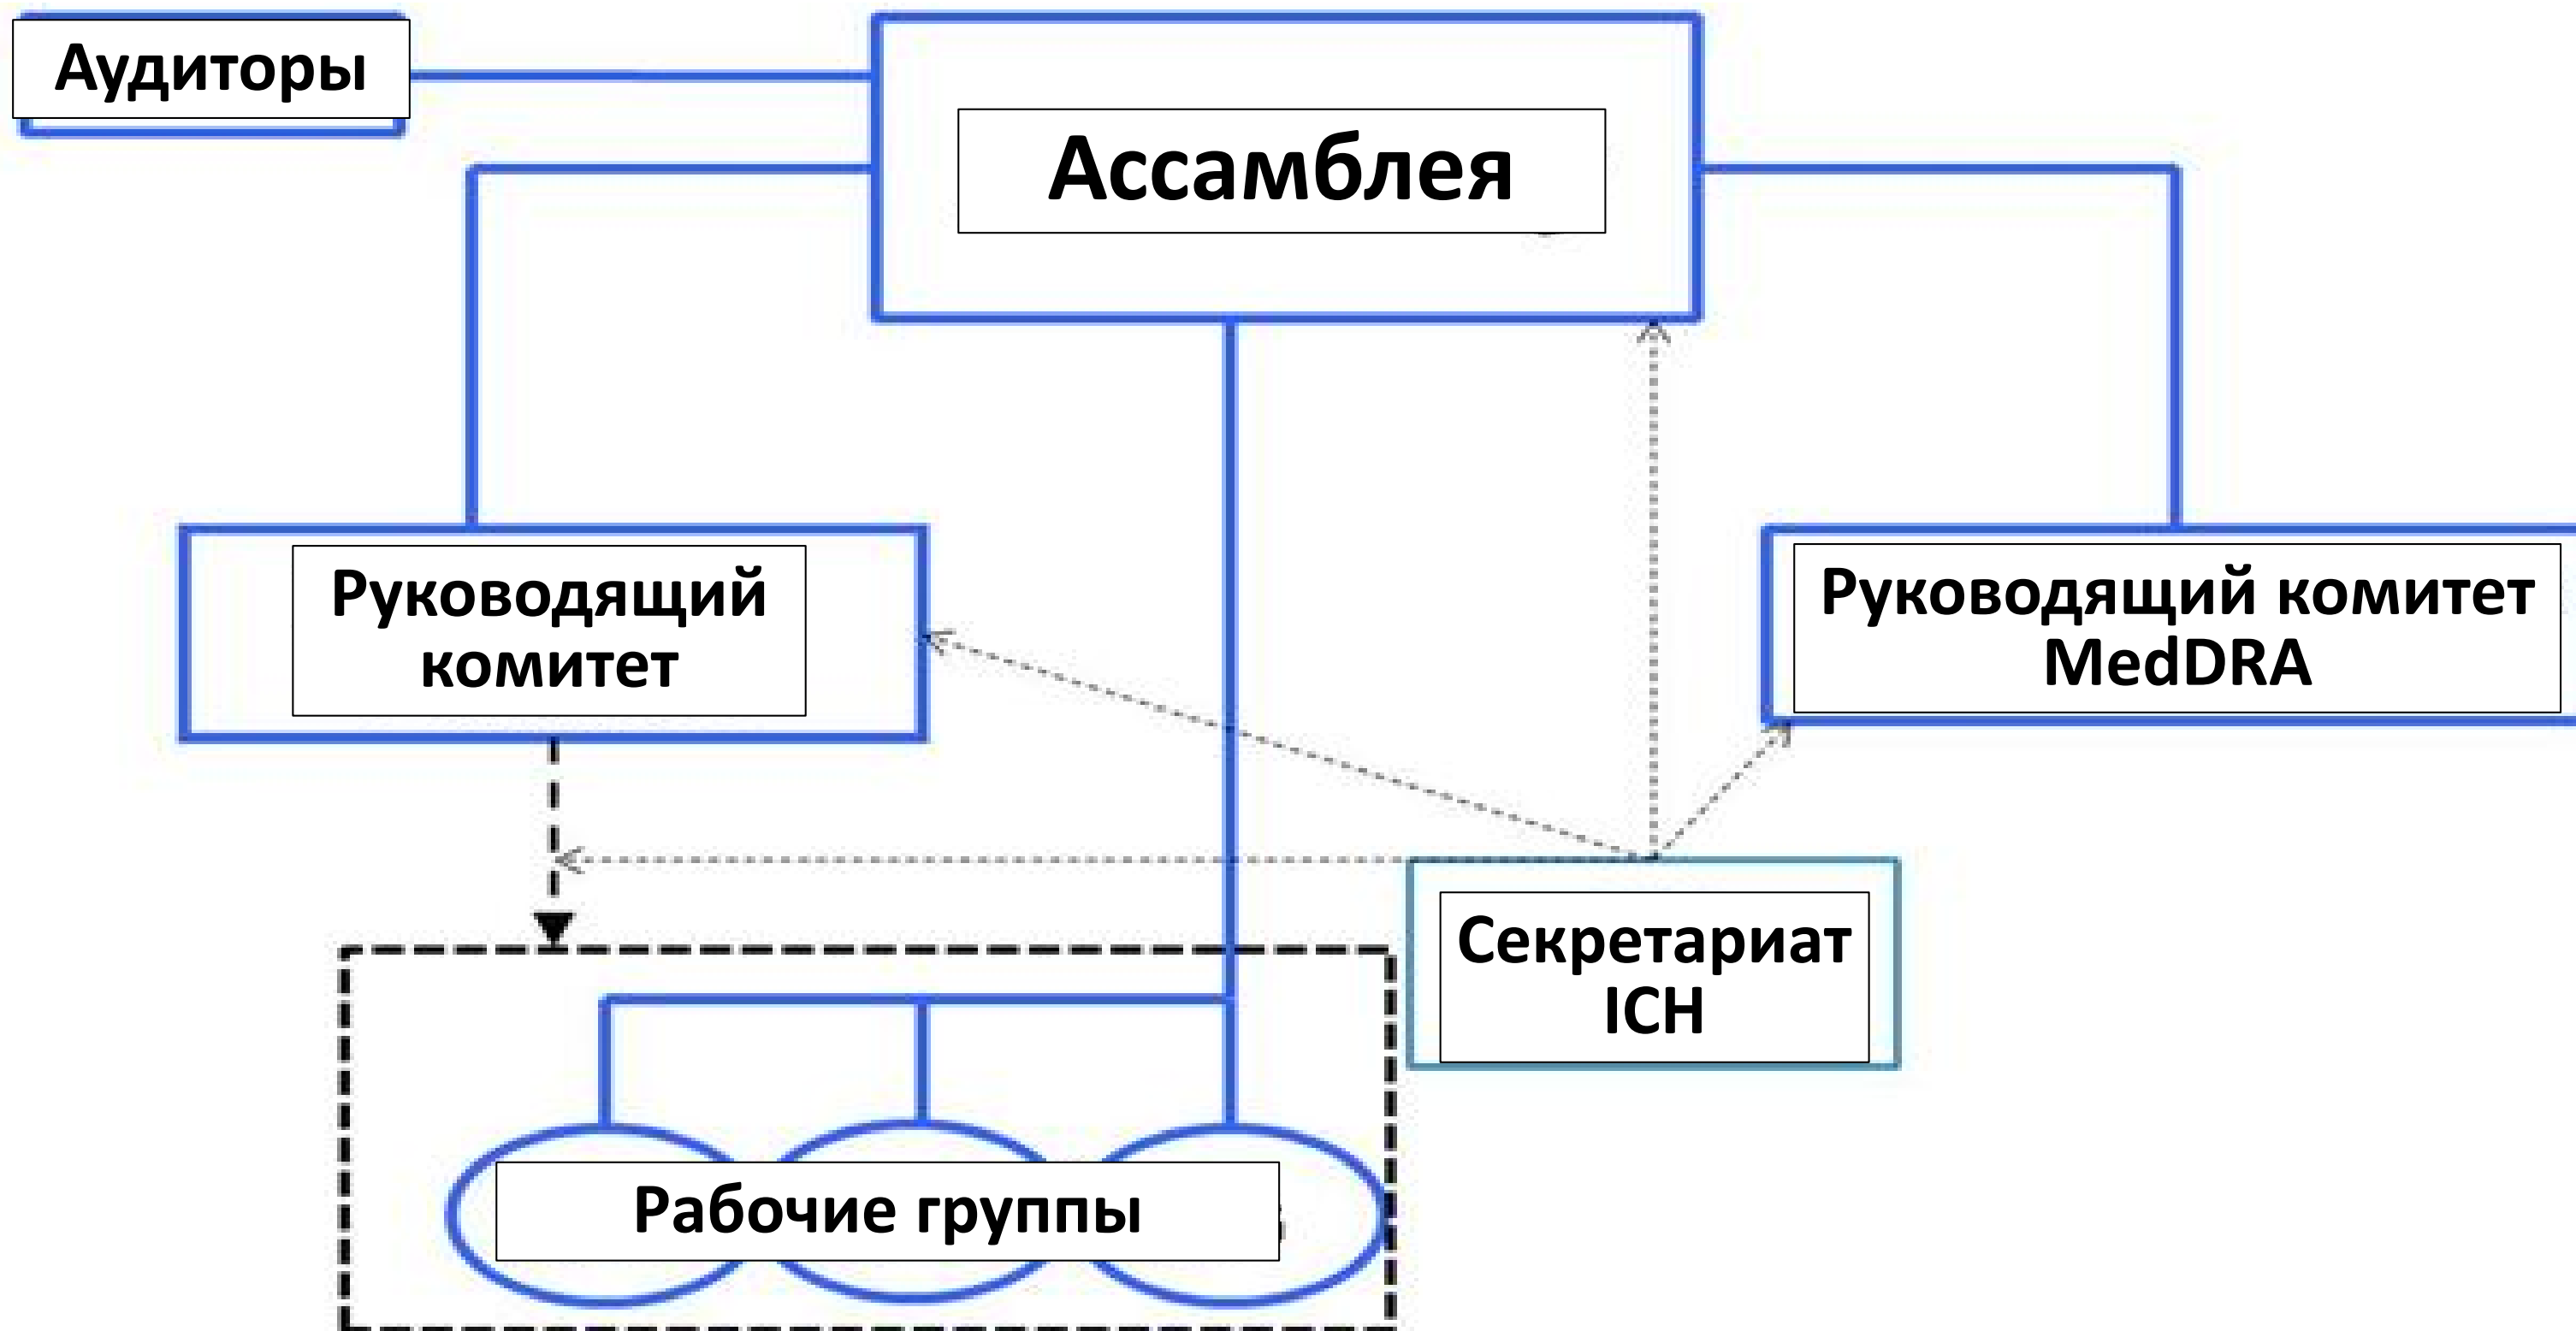 Аудиторы
Ассамблея
Руководящий
комитет
Руководящий комитет
MedDRA
Секретариат
ICH
Рабочие группы